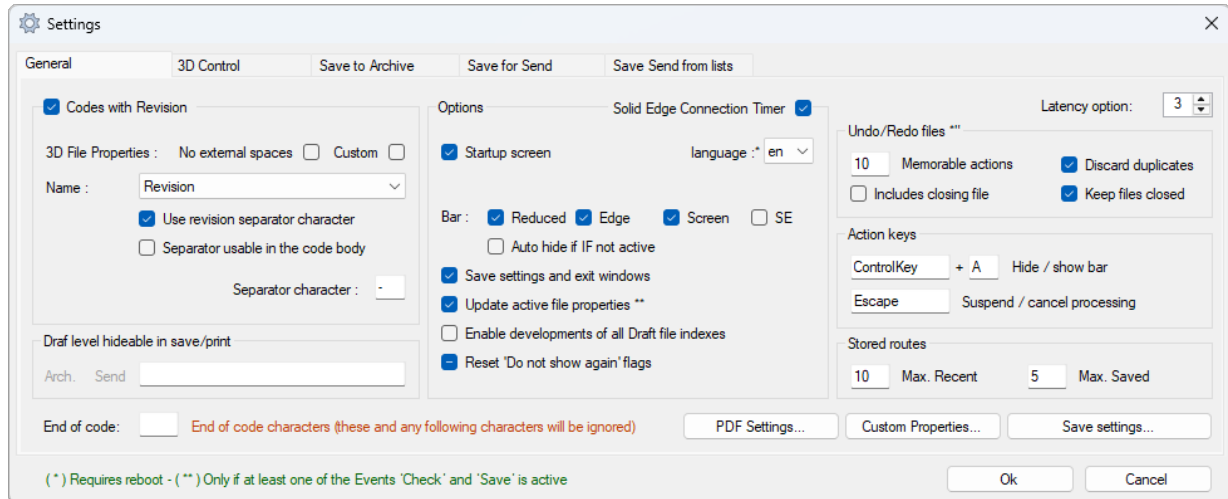 Settings
General 3D Control Save to Archive Save for Send Save Send from lists
Codes with Revision
3D File Properties : No external spaces Custom
Name : Revision
Use revision separator character
Separator usable in the code body
Separator character : -
Draf level hideable in save/print
Arch. Send
Options Solid Edge Connection Timer
Startup screen language :* en
Bar : Reduced Edge Screen SE
Auto hide if IF not active
Save settings and exit windows
Update active file properties **
Enable developments of all Draft file indexes
Reset 'Do not show again' flags
Latency option: 3
Undo/Redo files *"
10 Memorable actions Discard duplicates
Includes closing file Keep files closed
Action keys
ControlKey + A Hide / show bar
Escape Suspend / cancel processing
Stored routes
10 Max. Recent 5 Max. Saved
End of code: End of code characters (these and any following characters will be ignored)
PDF Settings... Custom Properties... Save settings...
( * ) Requires reboot - ( ** ) Only if at least one of the Events 'Check' and 'Save' is active
Ok Cancel